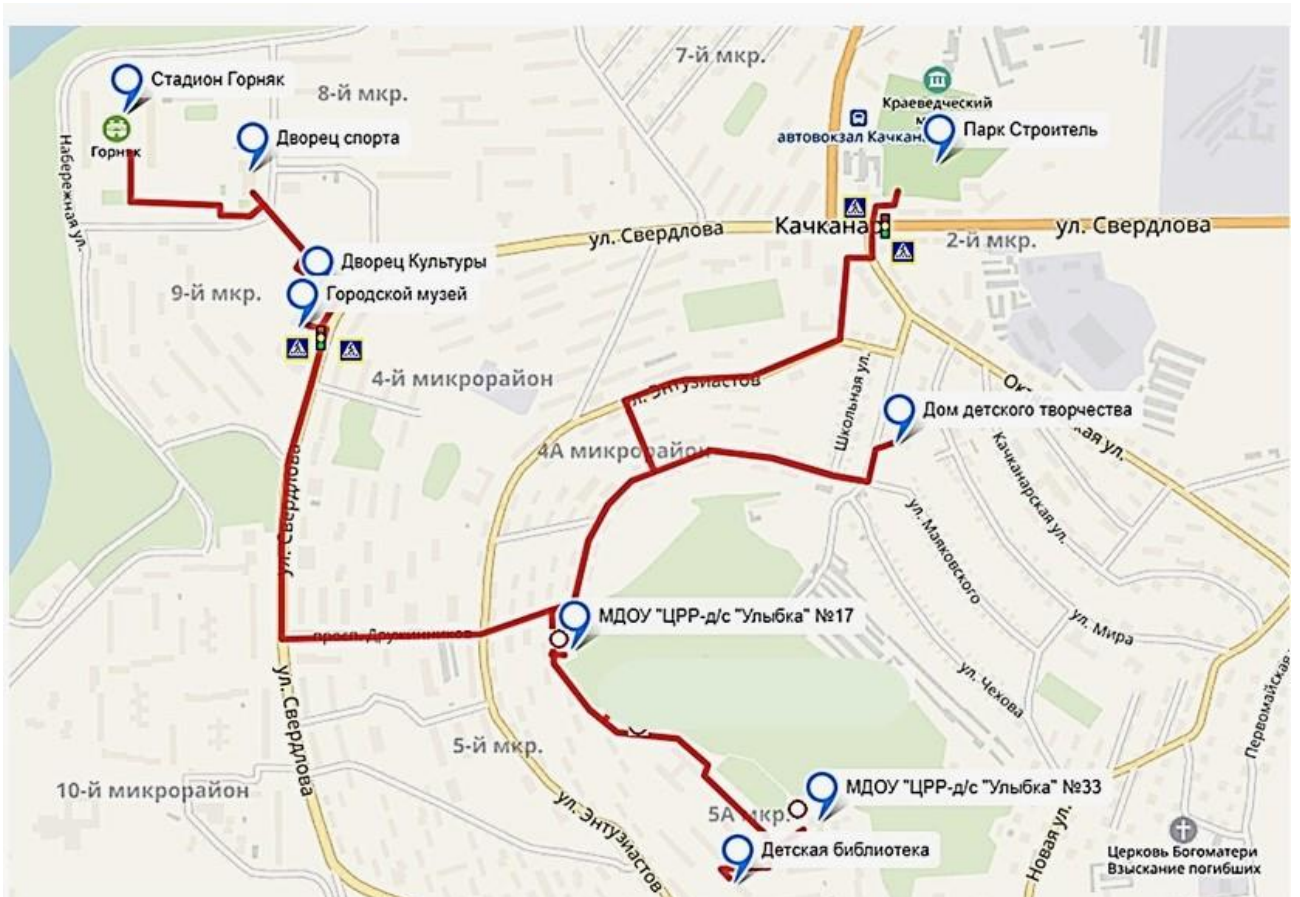 7-й мкр.
Стадион Горняк
8-й мкр.
Краеведческий
м
автовокзал Качкан
Парк Строитель
Дворец спорта
Горняк
Набережная ул.
ул. Свердлова
Качканар
ул. Свердлова
2-й мкр.
Дворец Культуры
9-й мкр.
Городской музей
4-й микрорайон
л. Энтузиастов
Школьная ул.
Дом детского творчества
Ок
кая ул.
4А микрорайон
Качканарская ул.
ул. Свердлова
ул. Маяковского
МДОУ "ЦРР-д/с "Улыбка" №17
просп. Дружинников
ул. Мира
ул. Чехова
Первомайская
ул. Свердлова
5-й мкр.
10-й микрорайон
ул. Энтузиастов
МДОУ "ЦРР-д/с "Улыбка" №33
5А мкр.
Детская библиотека
Новая ул.
Церковь Богоматери
Взыскание погибших